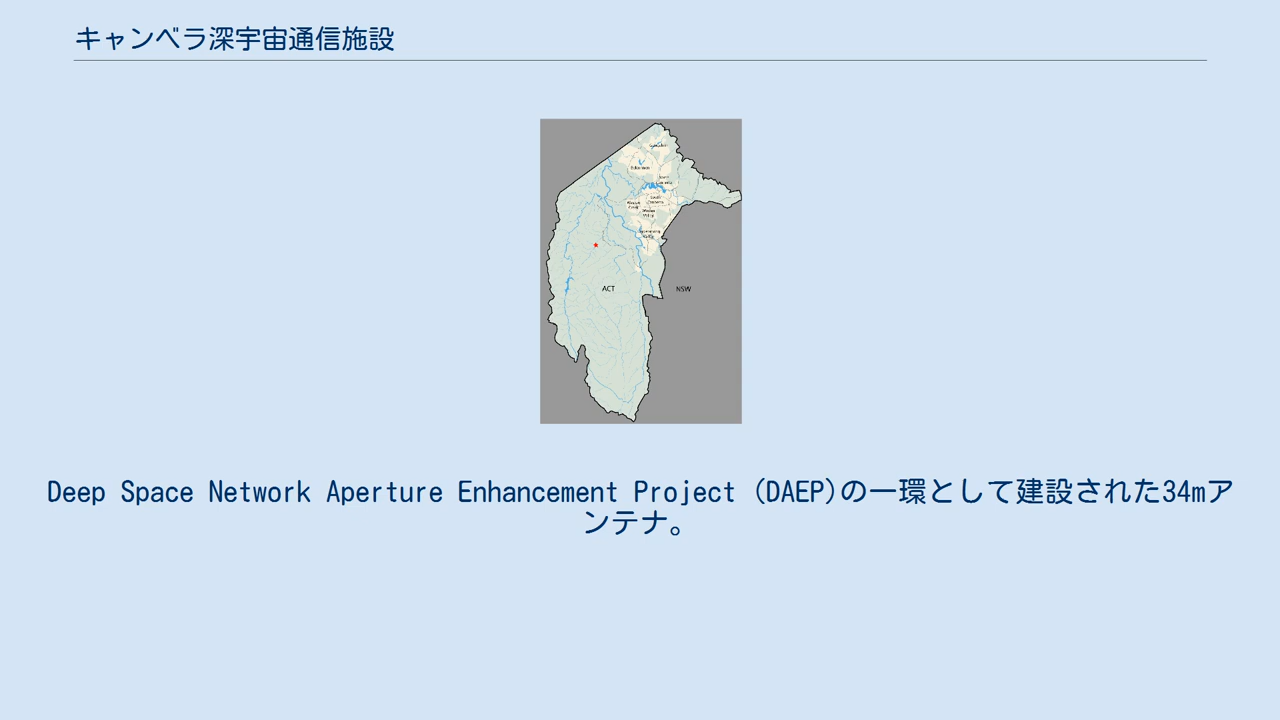 キャンベラ深宇宙通信施設
ACT
NSW
Deep Space Network Aperture Enhancement Project (DAEP)の一環として建設された34mア
ンテナ。